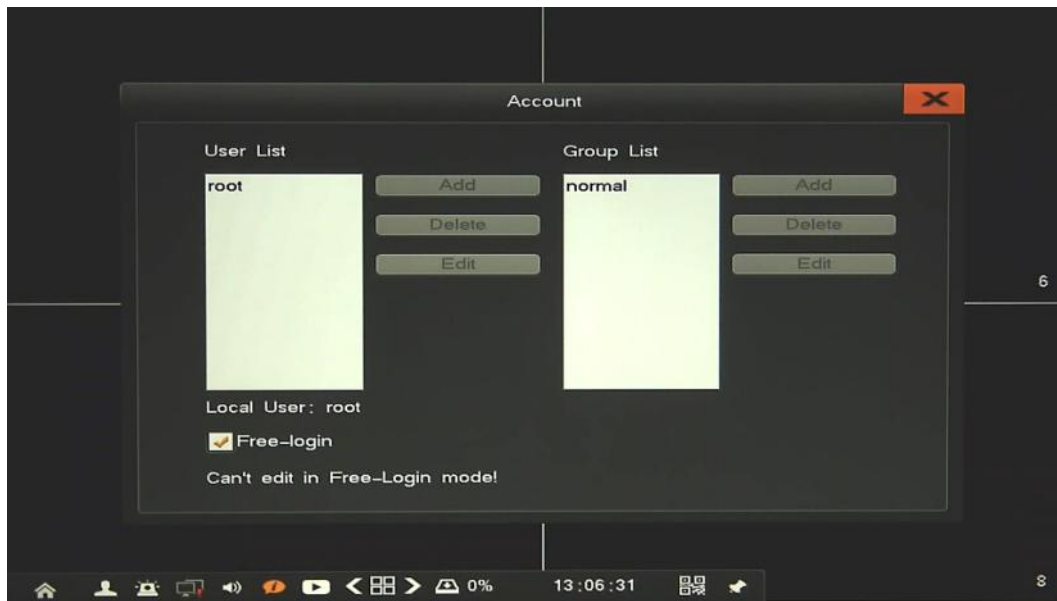 Account
User List
Group List
root
Add
normal
Add
Delete
Delete
Edit
Edit
6
Local User: root
Free-login
Can't edit in Free-Login mode!
0%
13:06:31
8